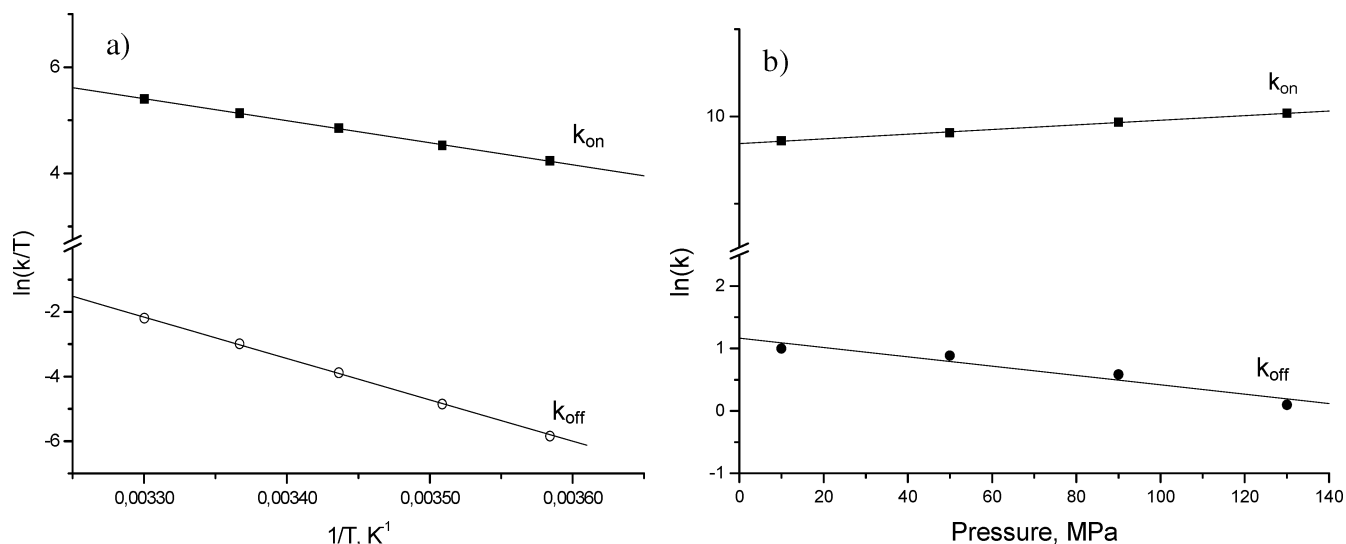 a)
6
4
-2
-4
-6
ln(k/T)
k_on
k_off
0,00330 0,00340 0,00350 0,00360
1/T, K⁻¹
b)
10
2
1
0
-1
ln(k)
k_on
k_off
0 20 40 60 80 100 120 140
Pressure, MPa